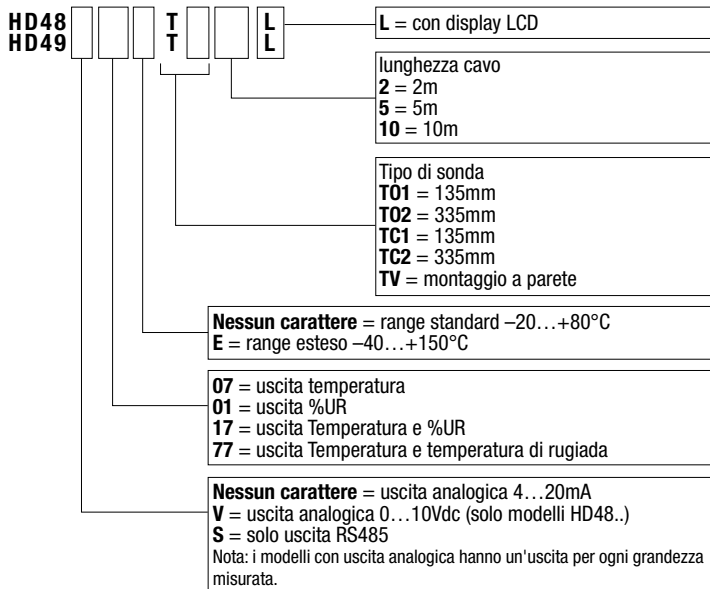 HD48 T L
HD49 T L
L = con display LCD
lunghezza cavo
2 = 2m
5 = 5m
10 = 10m
Tipo di sonda
TO1 = 135mm
TO2 = 335mm
TC1 = 135mm
TC2 = 335mm
TV = montaggio a parete
Nessun carattere = range standard –20…+80°C
E = range esteso –40…+150°C
07 = uscita temperatura
01 = uscita %UR
17 = uscita Temperatura e %UR
77 = uscita Temperatura e temperatura di rugiada
Nessun carattere = uscita analogica 4…20mA
V = uscita analogica 0…10Vdc (solo modelli HD48..)
S = solo uscita RS485
Nota: i modelli con uscita analogica hanno un'uscita per ogni grandezza
misurata.